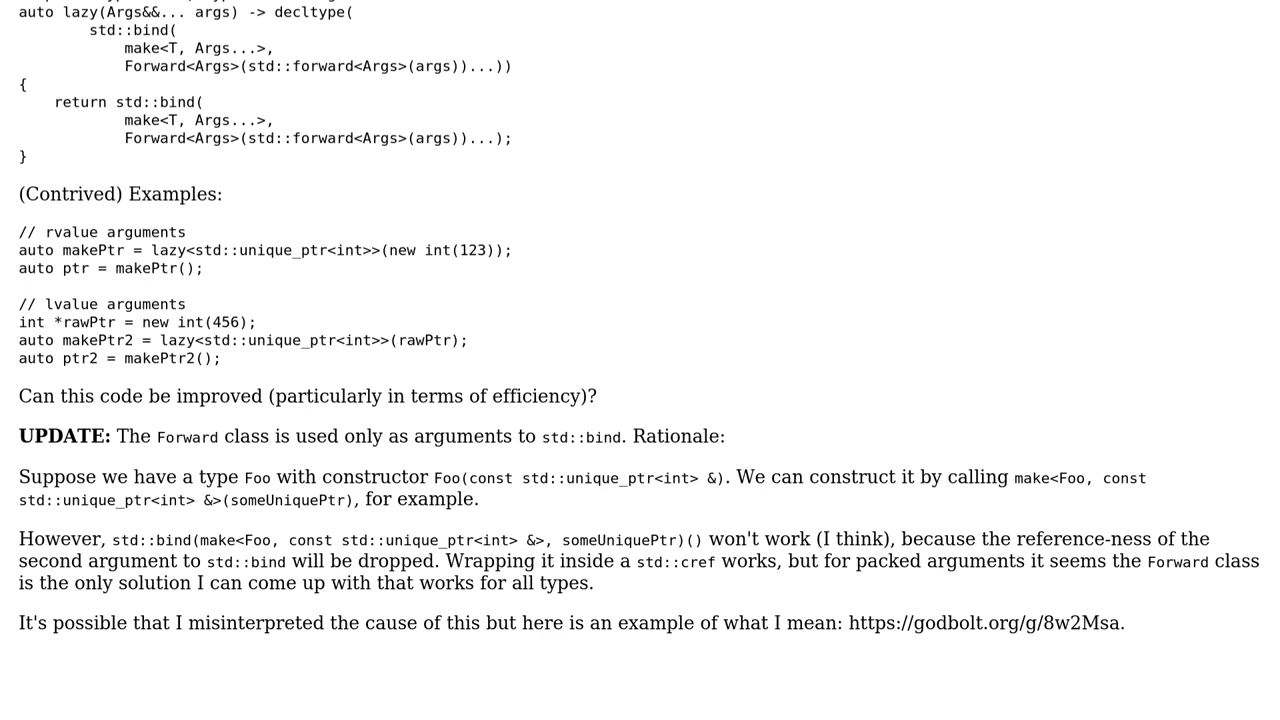 auto lazy(Args&&... args) -> decltype(
        std::bind(
            make<T, Args...>,
            Forward<Args>(std::forward<Args>(args))...))
{
    return std::bind(
            make<T, Args...>,
            Forward<Args>(std::forward<Args>(args))...);
}
(Contrived) Examples:
// rvalue arguments
auto makePtr = lazy<std::unique_ptr<int>>(new int(123));
auto ptr = makePtr();
// lvalue arguments
int *rawPtr = new int(456);
auto makePtr2 = lazy<std::unique_ptr<int>>(rawPtr);
auto ptr2 = makePtr2();
Can this code be improved (particularly in terms of efficiency)?
UPDATE: The Forward class is used only as arguments to std::bind. Rationale:
Suppose we have a type Foo with constructor Foo(const std::unique_ptr<int> &). We can construct it by calling make<Foo, const
std::unique_ptr<int> &>(someUniquePtr), for example.
However, std::bind(make<Foo, const std::unique_ptr<int> &>, someUniquePtr)() won't work (I think), because the reference-ness of the
second argument to std::bind will be dropped. Wrapping it inside a std::cref works, but for packed arguments it seems the Forward class
is the only solution I can come up with that works for all types.
It's possible that I misinterpreted the cause of this but here is an example of what I mean: https://godbolt.org/g/8w2Msa.